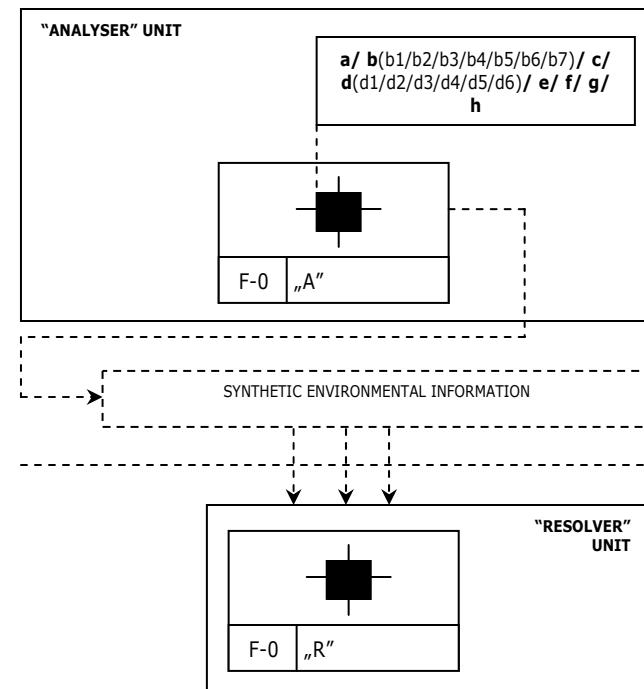 “ANALYSER” UNIT
a/ b(b1/b2/b3/b4/b5/b6/b7)/ c/
d(d1/d2/d3/d4/d5/d6)/ e/ f/ g/
h
F-0 „A”
SYNTHETIC ENVIRONMENTAL INFORMATION
“RESOLVER”
UNIT
F-0 „R”